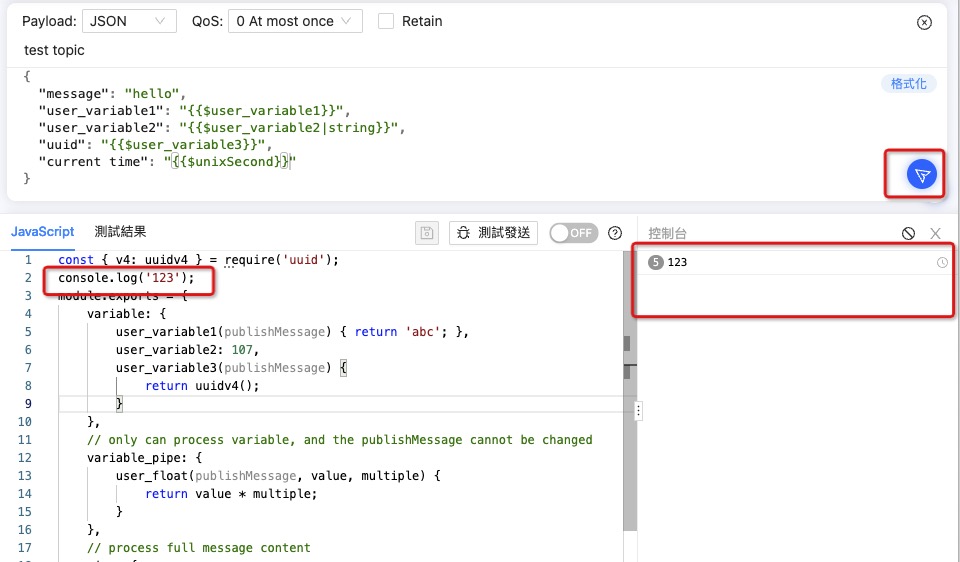 Payload: JSON QoS: 0 At most once Retain
test topic
{
"message": "hello",
格式化
"user_variable1": "{{$user_variable1}}",
"user_variable2": "{{$user_variable2|string}}",
"uuid": "{{$user_variable3}}",
"current time": "{{$unixSecond}}"
}
JavaScript 測試結果 測試發送 OFF
1 const { v4: uuidv4 } = require('uuid');
2 console.log('123');
3 module.exports = {
4 variable: {
5 user_variable1(publishMessage) { return 'abc'; },
6 user_variable2: 107,
7 user_variable3(publishMessage) {
8 return uuidv4();
9 }
10 },
11 // only can process variable, and the publishMessage cannot be changed
12 variable_pipe: {
13 user_float(publishMessage, value, multiple) {
14 return value * multiple;
15 }
16 },
17 // process full message content
控制台
5 123